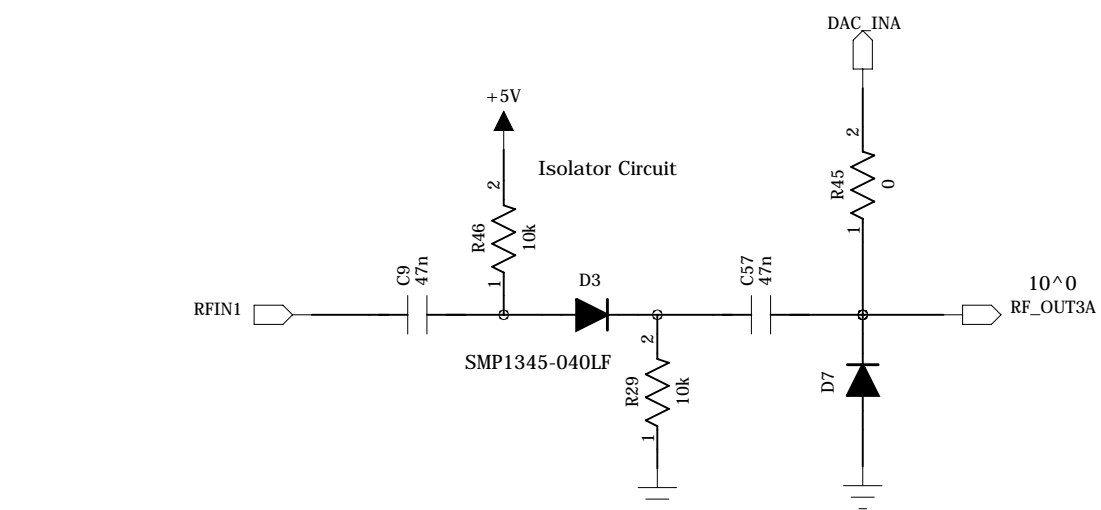 DAC_INA
+5V
Isolator Circuit
2
R45
0
1
2
R46
10k
1
C9
47n
D3
C57
47n
10^0
RFIN1
RF_OUT3A
SMP1345-040LF
2
R29
10k
1
D7